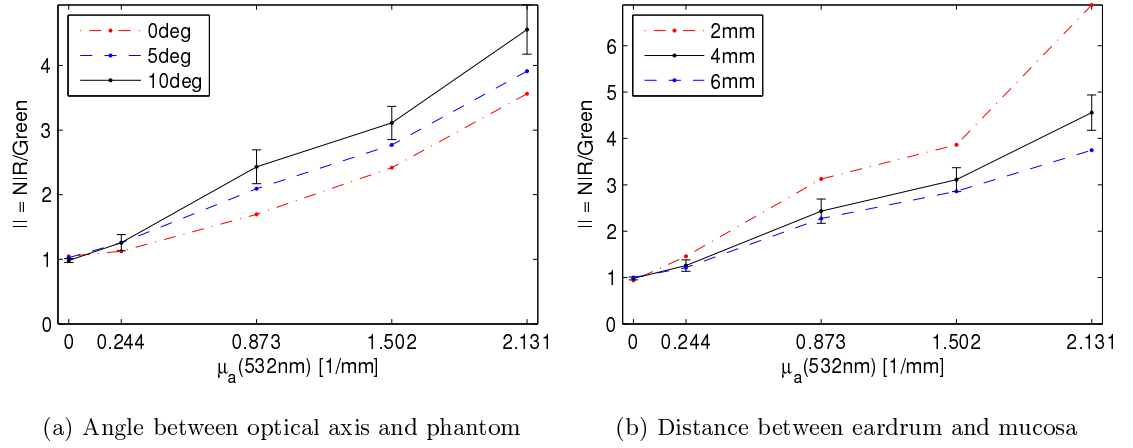 0deg
5deg
10deg
4
3
2
1
0
|| = NIR/Green
0 0.244 0.873 1.502 2.131
μa(532nm) [1/mm]
(a) Angle between optical axis and phantom
2mm
4mm
6mm
6
5
4
3
2
1
0
|| = NIR/Green
0 0.244 0.873 1.502 2.131
μa(532nm) [1/mm]
(b) Distance between eardrum and mucosa